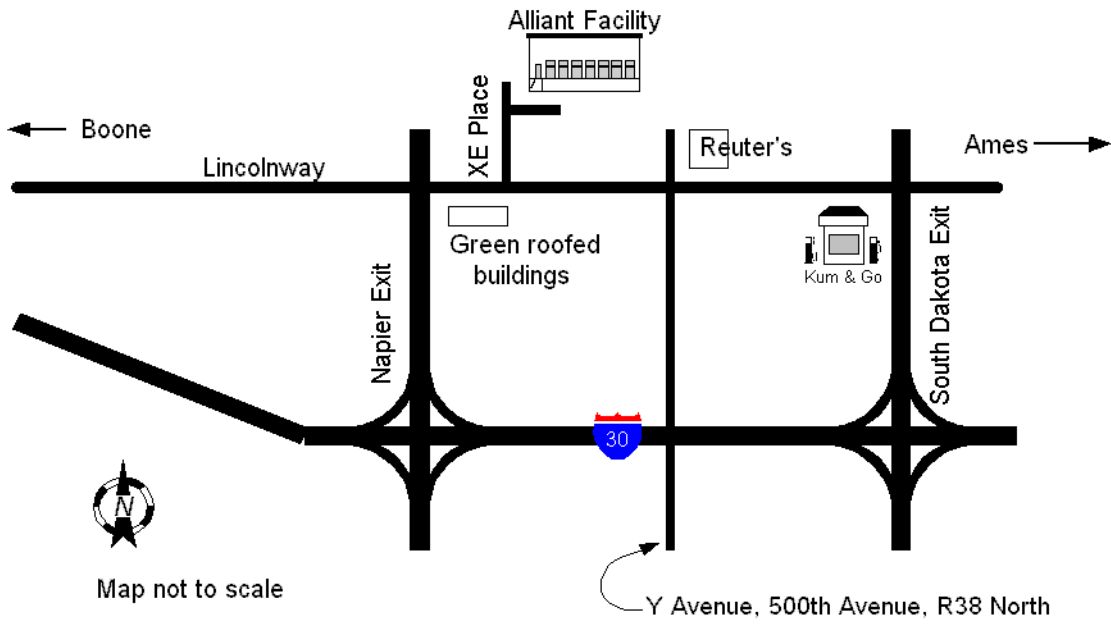 Alliant Facility
XE Place
Boone
Reuter's
Ames
Lincolnway
Green roofed
buildings
Kum & Go
Napier Exit
South Dakota Exit
30
N
Map not to scale
Y Avenue, 500th Avenue, R38 North